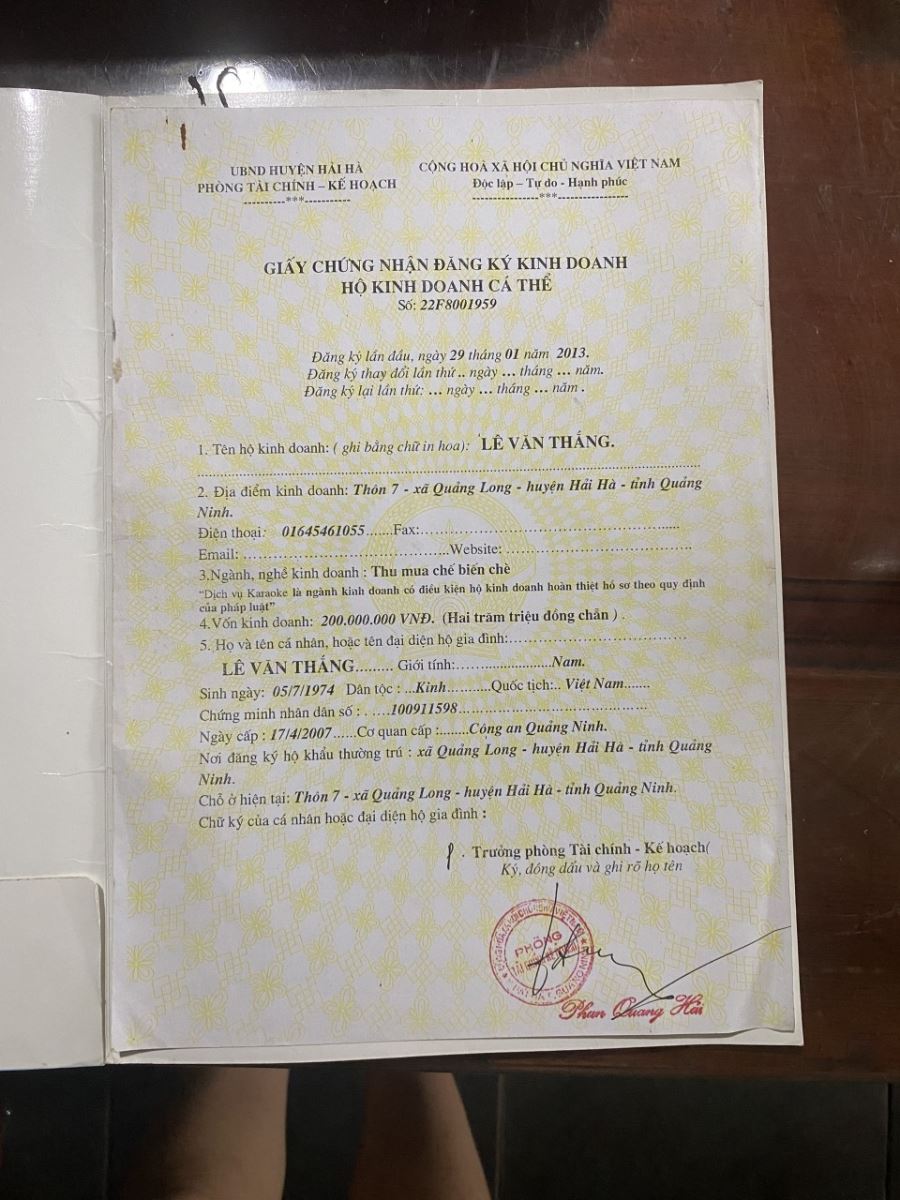 UBND HUYỆN HẢI HÀ
PHÒNG TÀI CHÍNH – KẾ HOẠCH
----------***-----------
CỘNG HOÀ XÃ HỘI CHỦ NGHĨA VIỆT NAM
Độc lập – Tự do - Hạnh phúc
----------------***-----------------
GIẤY CHỨNG NHẬN ĐĂNG KÝ KINH DOANH
HỘ KINH DOANH CÁ THỂ
Số: 22F8001959
Đăng ký lần đầu, ngày 29 tháng 01 năm 2013.
Đăng ký thay đổi lần thứ .. ngày ... tháng ... năm.
Đăng ký lại lần thứ: ... ngày ... tháng ... năm .
1. Tên hộ kinh doanh: ( ghi bằng chữ in hoa): LÊ VĂN THẮNG.
2. Địa điểm kinh doanh: Thôn 7 - xã Quảng Long - huyện Hải Hà - tỉnh Quảng
Ninh.
Điện thoại: 01645461055.......Fax:......................................................
Email: ........................................Website: ....................................
3.Ngành, nghề kinh doanh : Thu mua chế biến chè
“Dịch vụ Karaoke là ngành kinh doanh có điều kiện hộ kinh doanh hoàn thiệt hồ sơ theo quy định
của pháp luật”
4.Vốn kinh doanh: 200.000.000 VNĐ. (Hai trăm triệu đồng chẵn ) .
5. Họ và tên cá nhân, hoặc tên đại diện hộ gia đình:....................................
LÊ VĂN THẮNG......... Giới tính:.......................Nam.
Sinh ngày: 05/7/1974 Dân tộc : ...Kinh...........Quốc tịch:.. Việt Nam.......
Chứng minh nhân dân số : .....100911598.......................................
Ngày cấp : 17/4/2007......Cơ quan cấp :........Công an Quảng Ninh.
Nơi đăng ký hộ khẩu thường trú : xã Quảng Long - huyện Hải Hà - tỉnh Quảng
Ninh.
Chỗ ở hiện tại: Thôn 7 - xã Quảng Long - huyện Hải Hà - tỉnh Quảng Ninh.
Chữ ký của cá nhân hoặc đại diện hộ gia đình :
Trưởng phòng Tài chính - Kế hoạch(
Ký, đóng dấu và ghi rõ họ tên
PHÒNG
Phan Quang Hải